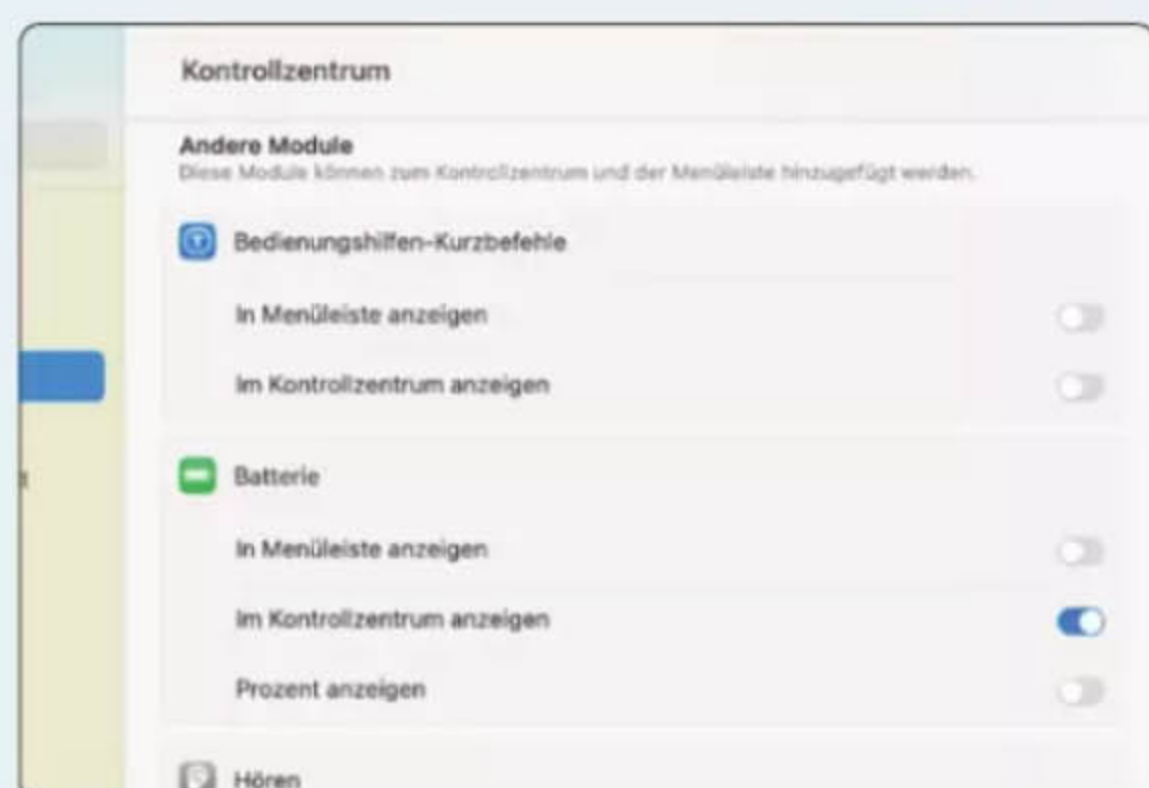 Kontrollzentrum
Andere Module
Diese Module können zum Kontrollzentrum und der Menüleiste hinzugefügt werden.
Bedienungshilfen-Kurzbefehle
In Menüleiste anzeigen
Im Kontrollzentrum anzeigen
Batterie
In Menüleiste anzeigen
Im Kontrollzentrum anzeigen
Prozent anzeigen
Hören